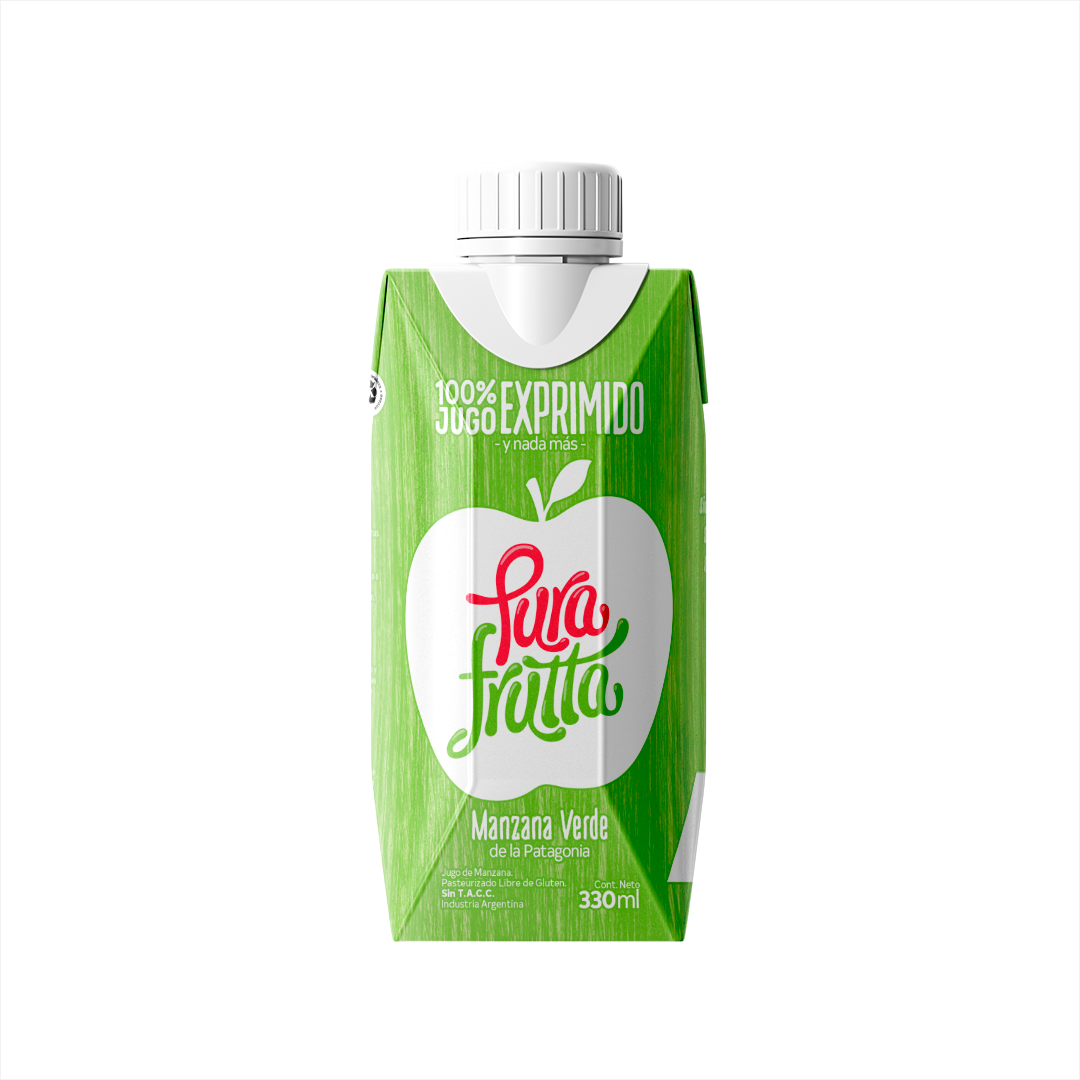 100% JUGO EXPRIMIDO
- y nada más -
Pura
frutta
Manzana Verde
de la Patagonia
Jugo de Manzana.
Pasteurizado Libre de Gluten.
Sin T.A.C.C.
Industria Argentina
Cont. Neto
330ml